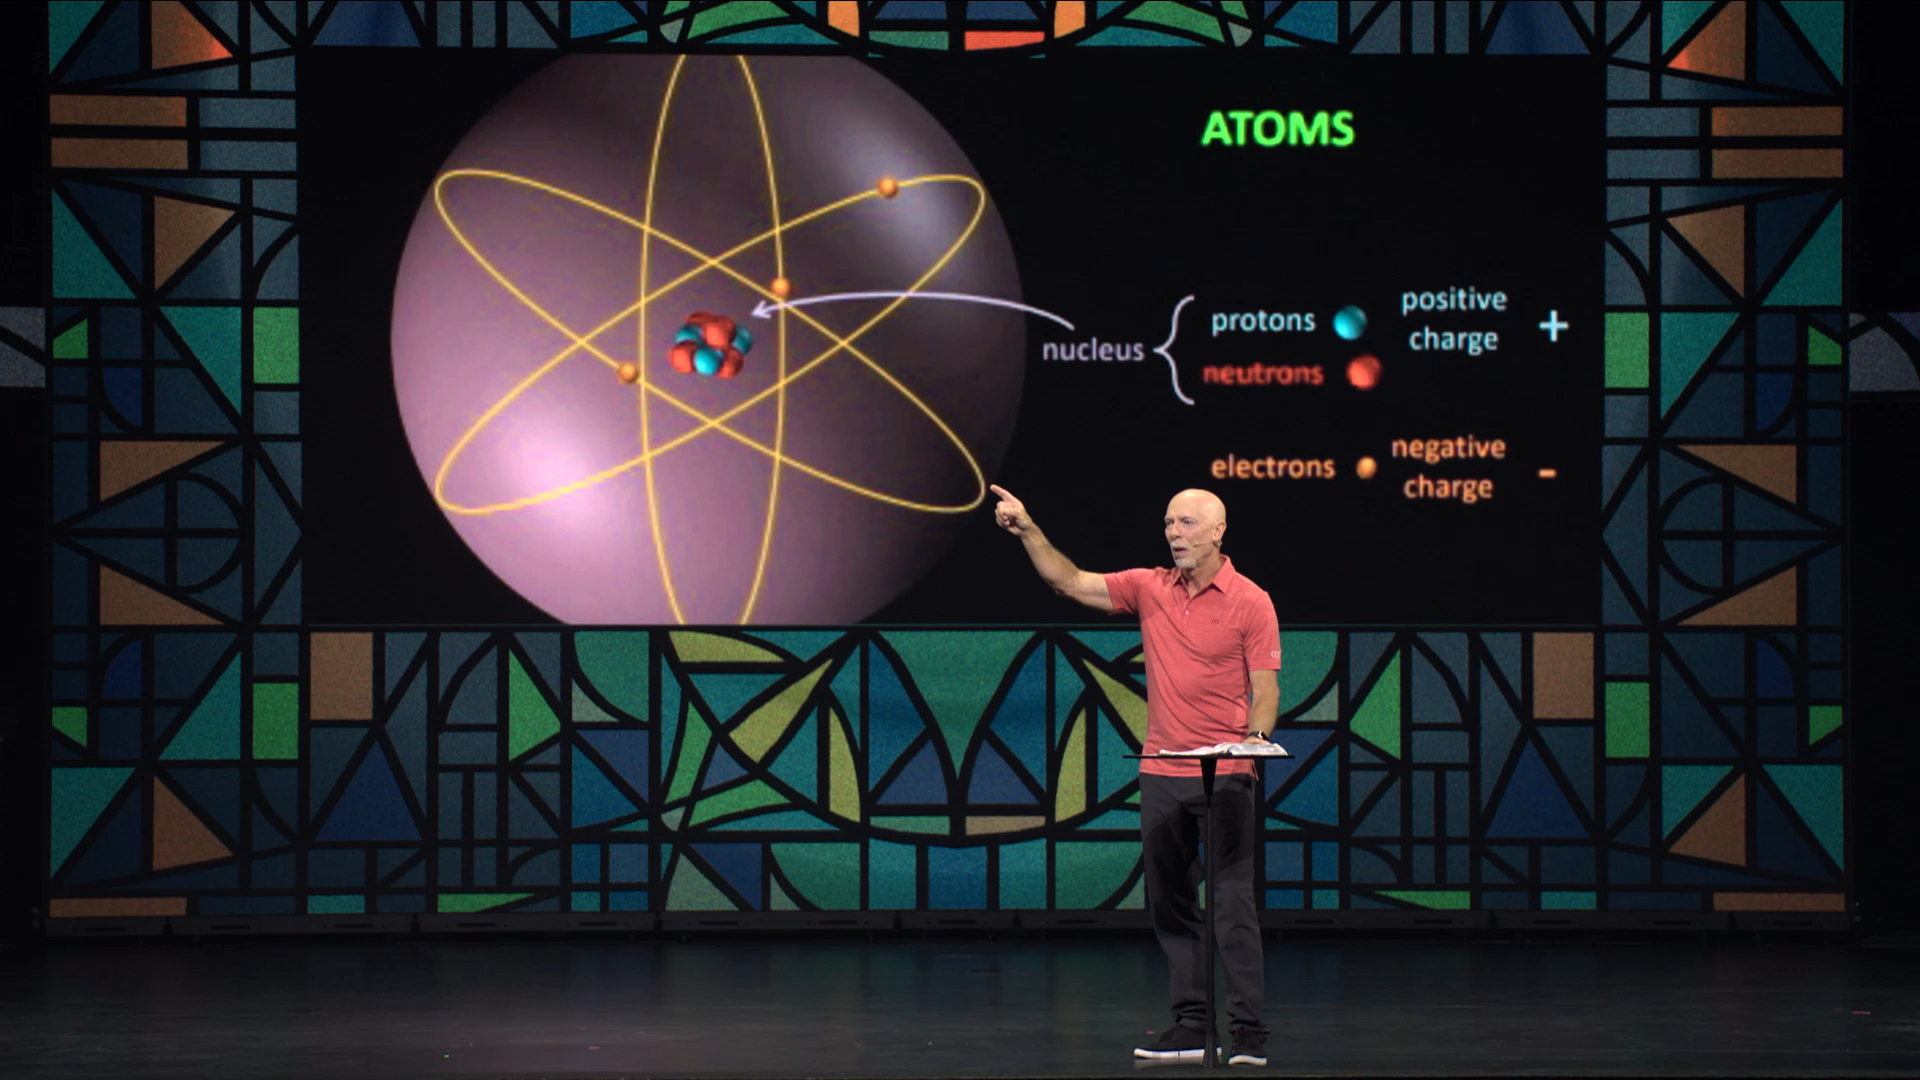 ATOMS
positive
protons
charge
+
nucleus
neutrons
negative
electrons
charge
-